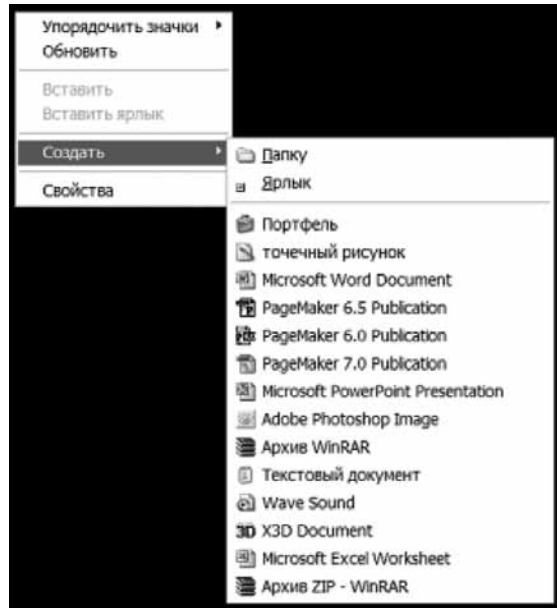 Упорядочить значки
Обновить
Вставить
Вставить ярлык
Создать
Свойства
Папку
Ярлык
Портфель
точечный рисунок
Microsoft Word Document
PageMaker 6.5 Publication
PageMaker 6.0 Publication
PageMaker 7.0 Publication
Microsoft PowerPoint Presentation
Adobe Photoshop Image
Архив WinRAR
Текстовый документ
Wave Sound
3D X3D Document
Microsoft Excel Worksheet
Архив ZIP - WinRAR